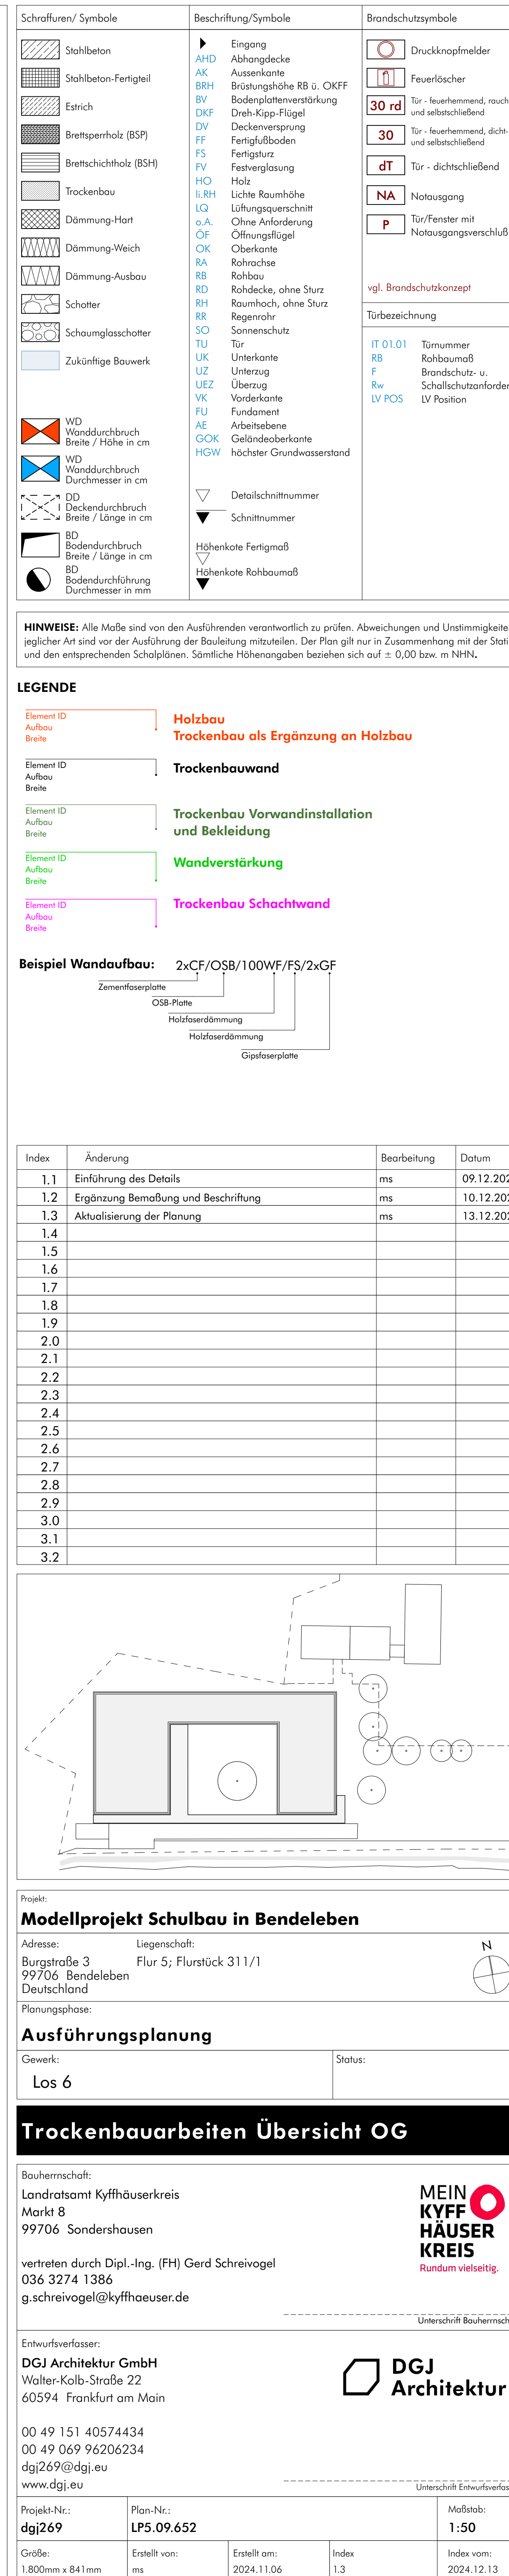 Schraffuren/ Symbole
Stahlbeton
Stahlbeton-Fertigteil
Estrich
Brettsperrholz (BSP)
Brettschichtholz (BSH)
Trockenbau
Dämmung-Hart
Dämmung-Weich
Dämmung-Ausbau
Schotter
Schaumglasschotter
Zukünftige Bauwerk
WD
Wanddurchbruch
Breite / Höhe in cm
WD
Wanddurchbruch
Durchmesser in cm
DD
Deckendurchbruch
Breite / Länge in cm
BD
Bodendurchbruch
Breite / Länge in cm
BD
Bodendurchführung
Durchmesser in mm
Beschriftung/Symbole
Eingang
AHD Abhangdecke
AK Aussenkante
BRH Brüstungshöhe RB ü. OKFF
BV Bodenplattenverstärkung
DKF Dreh-Kipp-Flügel
DV Deckenversprung
FF Fertigfußboden
FS Fertigsturz
FV Festverglasung
HO Holz
li.RH Lichte Raumhöhe
LQ Lüftungsquerschnitt
o.A. Ohne Anforderung
ÖF Öffnungsflügel
OK Oberkante
RA Rohrachse
RB Rohbau
RD Rohdecke, ohne Sturz
RH Raumhoch, ohne Sturz
RR Regenrohr
SO Sonnenschutz
TU Tür
UK Unterkante
UZ Unterzug
UEZ Überzug
VK Vorderkante
FU Fundament
AE Arbeitsebene
GOK Geländeoberkante
HGW höchster Grundwasserstand
Detailschnittnummer
Schnittnummer
Höhenkote Fertigmaß
Höhenkote Rohbaumaß
Brandschutzsymbole
Druckknopfmelder
Feuerlöscher
30 rd Tür - feuerhemmend, rauch
und selbstschließend
30 Tür - feuerhemmend, dicht-
und selbstschließend
dT Tür - dichtschließend
NA Notausgang
P Tür/Fenster mit
Notausgangsverschluß
vgl. Brandschutzkonzept
Türbezeichnung
IT 01.01 Türnummer
RB Rohbaumaß
F Brandschutz- u.
Rw Schallschutzanforder
LV POS LV Position
HINWEISE: Alle Maße sind von den Ausführenden verantwortlich zu prüfen. Abweichungen und Unstimmigkeite
jeglicher Art sind vor der Ausführung der Bauleitung mitzuteilen. Der Plan gilt nur in Zusammenhang mit der Stati
und den entsprechenden Schalplänen. Sämtliche Höhenangaben beziehen sich auf ± 0,00 bzw. m NHN.
LEGENDE
Element ID
Aufbau
Breite
Holzbau
Trockenbau als Ergänzung an Holzbau
Element ID
Aufbau
Breite
Trockenbauwand
Element ID
Aufbau
Breite
Trockenbau Vorwandinstallation
und Bekleidung
Element ID
Aufbau
Breite
Wandverstärkung
Element ID
Aufbau
Breite
Trockenbau Schachtwand
Beispiel Wandaufbau: 2xCF/OSB/100WF/FS/2xGF
Zementfaserplatte
OSB-Platte
Holzfaserdämmung
Holzfaserdämmung
Gipsfaserplatte
Index Änderung Bearbeitung Datum
1.1 Einführung des Details ms 09.12.202
1.2 Ergänzung Bemaßung und Beschriftung ms 10.12.202
1.3 Aktualisierung der Planung ms 13.12.202
1.4
1.5
1.6
1.7
1.8
1.9
2.0
2.1
2.2
2.3
2.4
2.5
2.6
2.7
2.8
2.9
3.0
3.1
3.2
Projekt:
Modellprojekt Schulbau in Bendeleben
Adresse: Liegenschaft:
Burgstraße 3 Flur 5; Flurstück 311/1
99706 Bendeleben
Deutschland
N
Planungsphase:
Ausführungsplanung
Gewerk: Status:
Los 6
Trockenbauarbeiten Übersicht OG
Bauherrnschaft:
Landratsamt Kyffhäuserkreis
Markt 8
99706 Sondershausen
vertreten durch Dipl.-Ing. (FH) Gerd Schreivogel
036 3274 1386
g.schreivogel@kyffhaeuser.de
MEIN
KYFF
HÄUSER
KREIS
Rundum vielseitig.
Unterschrift Bauherrnsch
Entwurfsverfasser:
DGJ Architektur GmbH
Walter-Kolb-Straße 22
60594 Frankfurt am Main
00 49 151 40574434
00 49 069 96206234
dgj269@dgj.eu
www.dgj.eu
DGJ
Architektur
Unterschrift Entwurfsverfas
Projekt-Nr.: Plan-Nr.: Maßstab:
dgj269 LP5.09.652 1:50
Größe: Erstellt von: Erstellt am: Index Index vom:
1.800mm x 841mm ms 2024.11.06 1.3 2024.12.13